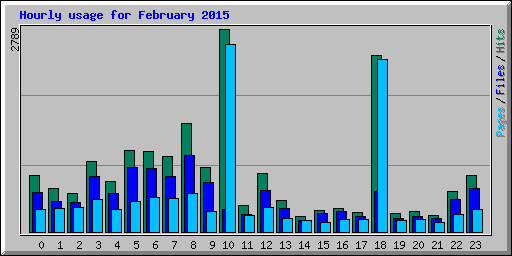 Hourly usage for February 2015
2789
Pages/Files/Hits
0 1 2 3 4 5 6 7 8 9 10 11 12 13 14 15 16 17 18 19 20 21 22 23